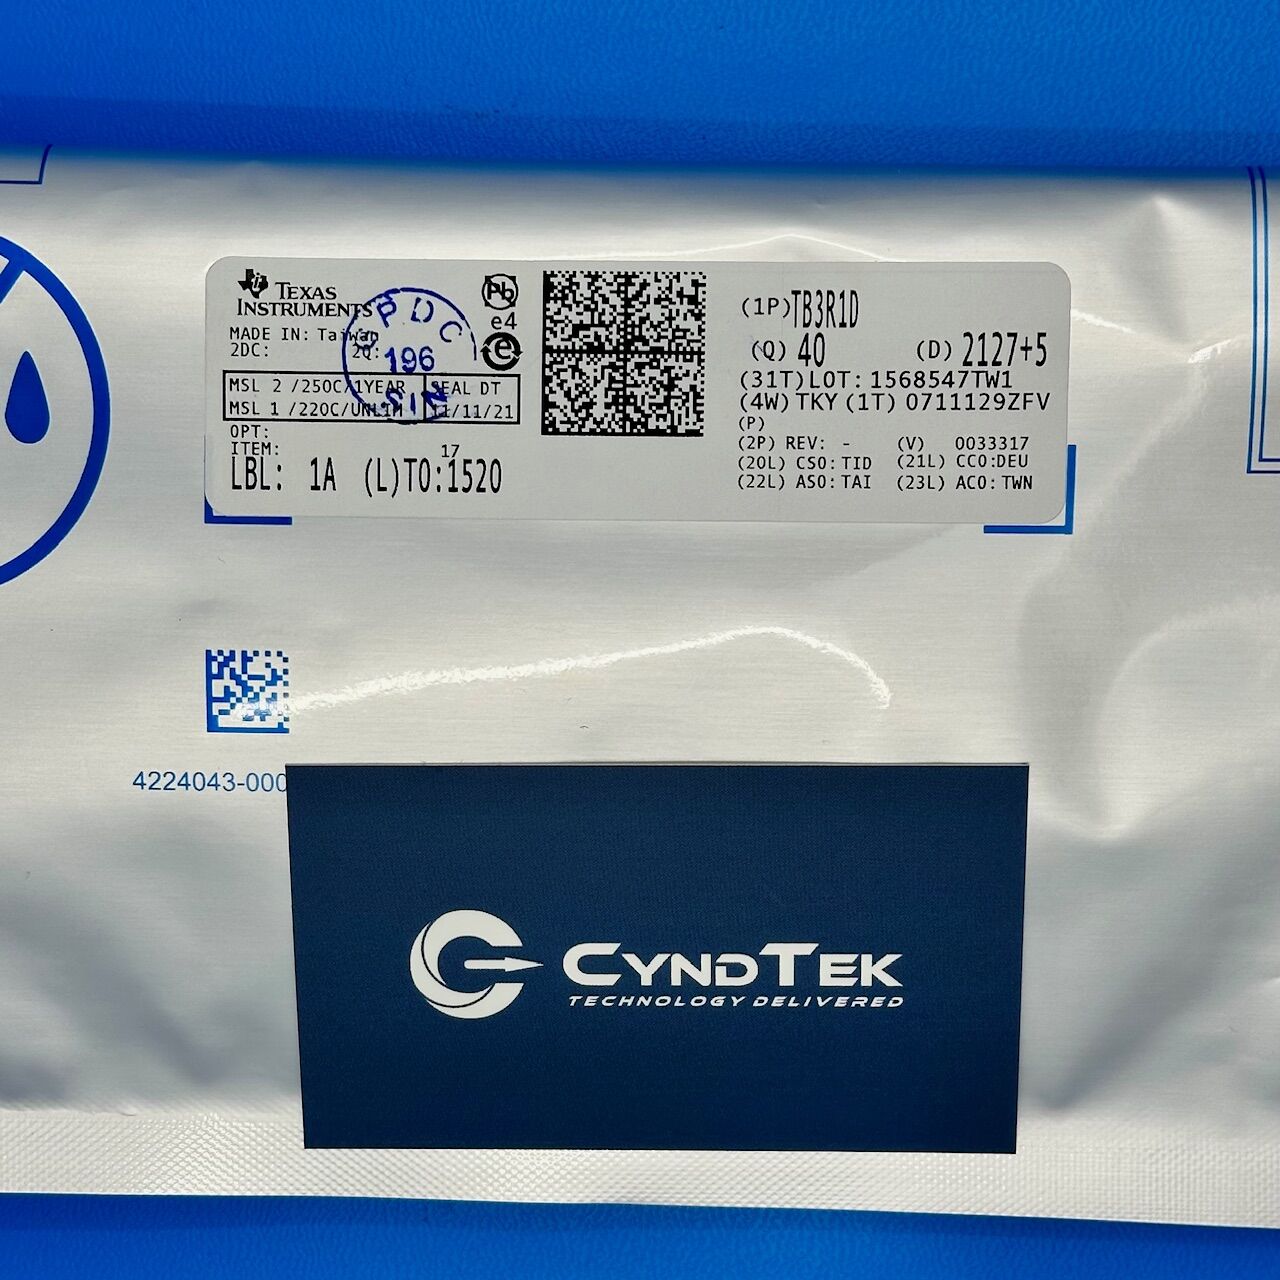 TEXAS
INSTRUMENTS
MADE IN: Taiwan
2DC: 2Q:
MSL 2 /250C/1YEAR SEAL DT
MSL 1 /220C/UNLIM 11/11/21
OPT:
ITEM: 17
LBL: 1A (L)TO:1520
Pb
e4
SPDC
196
SIN
(1P)TB3R1D
(Q) 40 (D) 2127+5
(31T)LOT: 1568547TW1
(4W)TKY(1T) 0711129ZFV
(P)
(2P) REV: - (V) 0033317
(20L) CSO:TID (21L) CCO:DEU
(22L) ASO:TAI (23L) ACO:TWN
4224043-000
CYNDTEK
TECHNOLOGY DELIVERED